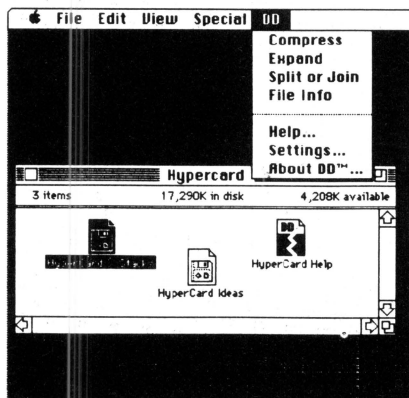 File Edit View Special DD
Compress
Expand
Split or Join
File Info
Help...
Settings...
About DD™...
Hypercard
3 items 17,290K in disk 4,208K available
DD
HyperCard Help
HyperCard Ideas